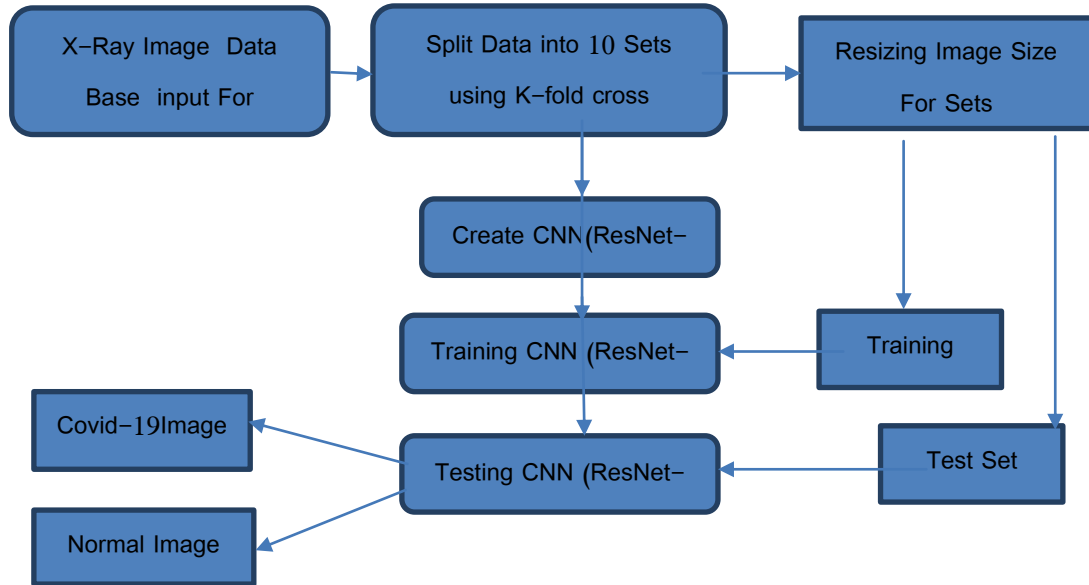 X-Ray Image Data
Base input For
Split Data into 10 Sets
using K-fold cross
Resizing Image Size
For Sets
Create CNN(ResNet-
Training CNN (ResNet-
Training
Covid-19Image
Testing CNN (ResNet-
Test Set
Normal Image